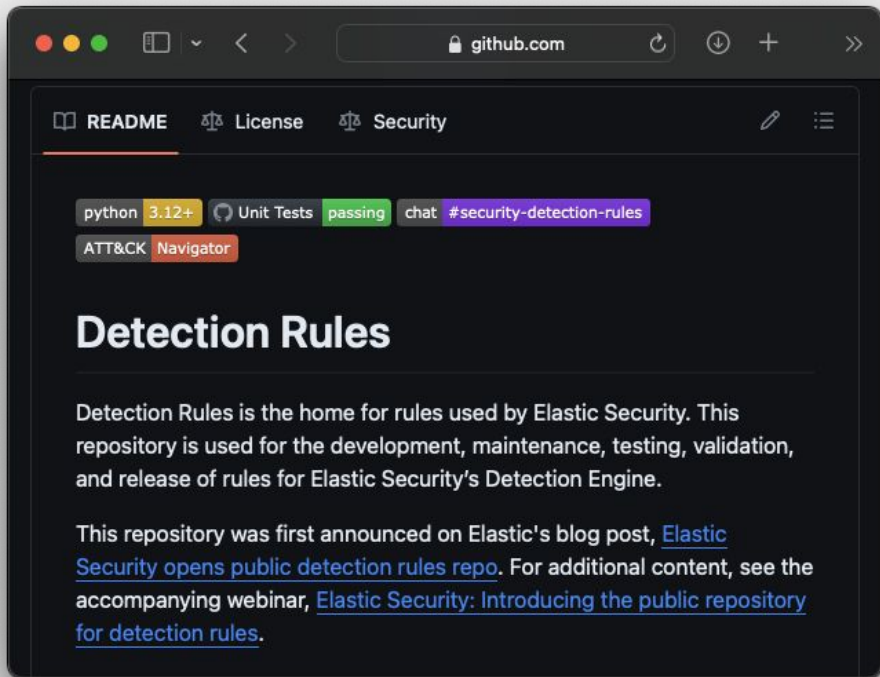 github.com
README License Security
python 3.12+ Unit Tests passing chat #security-detection-rules
ATT&CK Navigator
Detection Rules
Detection Rules is the home for rules used by Elastic Security. This
repository is used for the development, maintenance, testing, validation,
and release of rules for Elastic Security’s Detection Engine.
This repository was first announced on Elastic's blog post, Elastic
Security opens public detection rules repo. For additional content, see the
accompanying webinar, Elastic Security: Introducing the public repository
for detection rules.